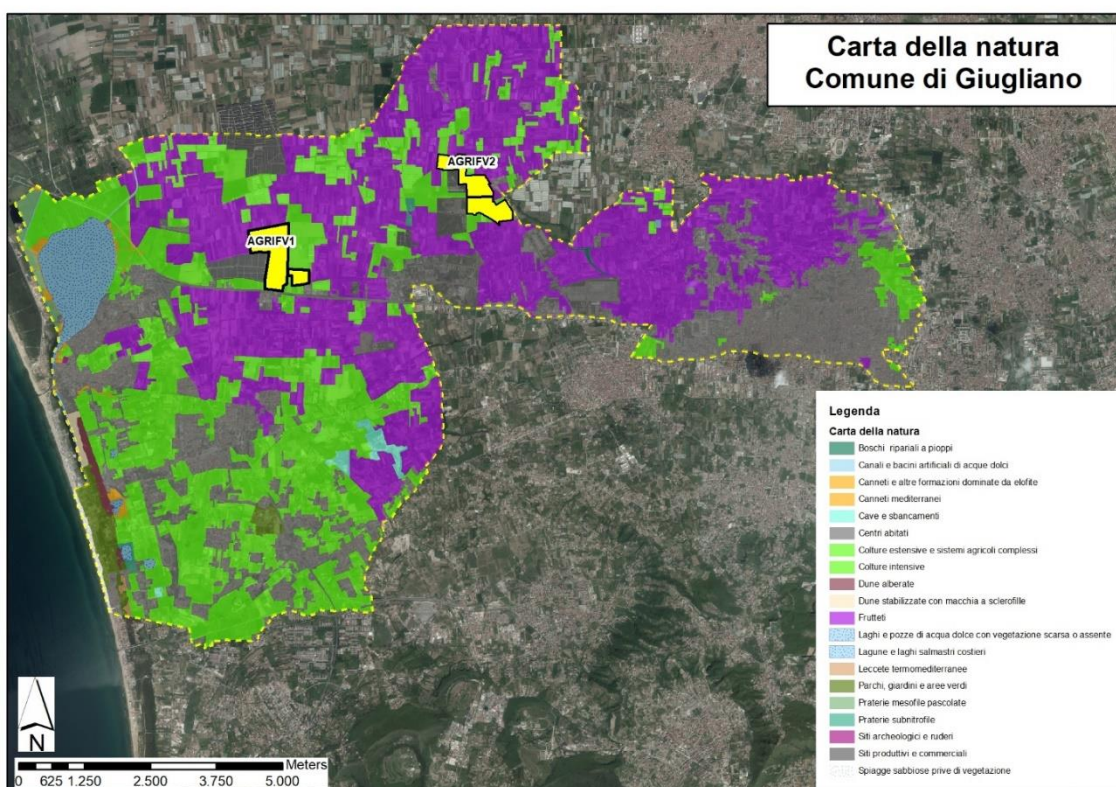 Carta della natura
Comune di Giugliano
AGRIFV2
AGRIFV1
Legenda
Carta della natura
Boschi ripariali a pioppi
Canali e bacini artificiali di acque dolci
Canneti e altre formazioni dominate da elofite
Canneti mediterranei
Cave e sbancamenti
Centri abitati
Colture estensive e sistemi agricoli complessi
Colture intensive
Dune alberate
Dune stabilizzate con macchia a sclerofille
Frutteti
Laghi e pozze di acqua dolce con vegetazione scarsa o assente
Lagune e laghi salmastri costieri
Leccete termomediterranee
Parchi, giardini e aree verdi
Praterie mesofile pascolate
Praterie subnitrofile
Siti archeologici e ruderi
Siti produttivi e commerciali
Spiagge sabbiose prive di vegetazione
N
Meters
0 625 1.250 2.500 3.750 5.000